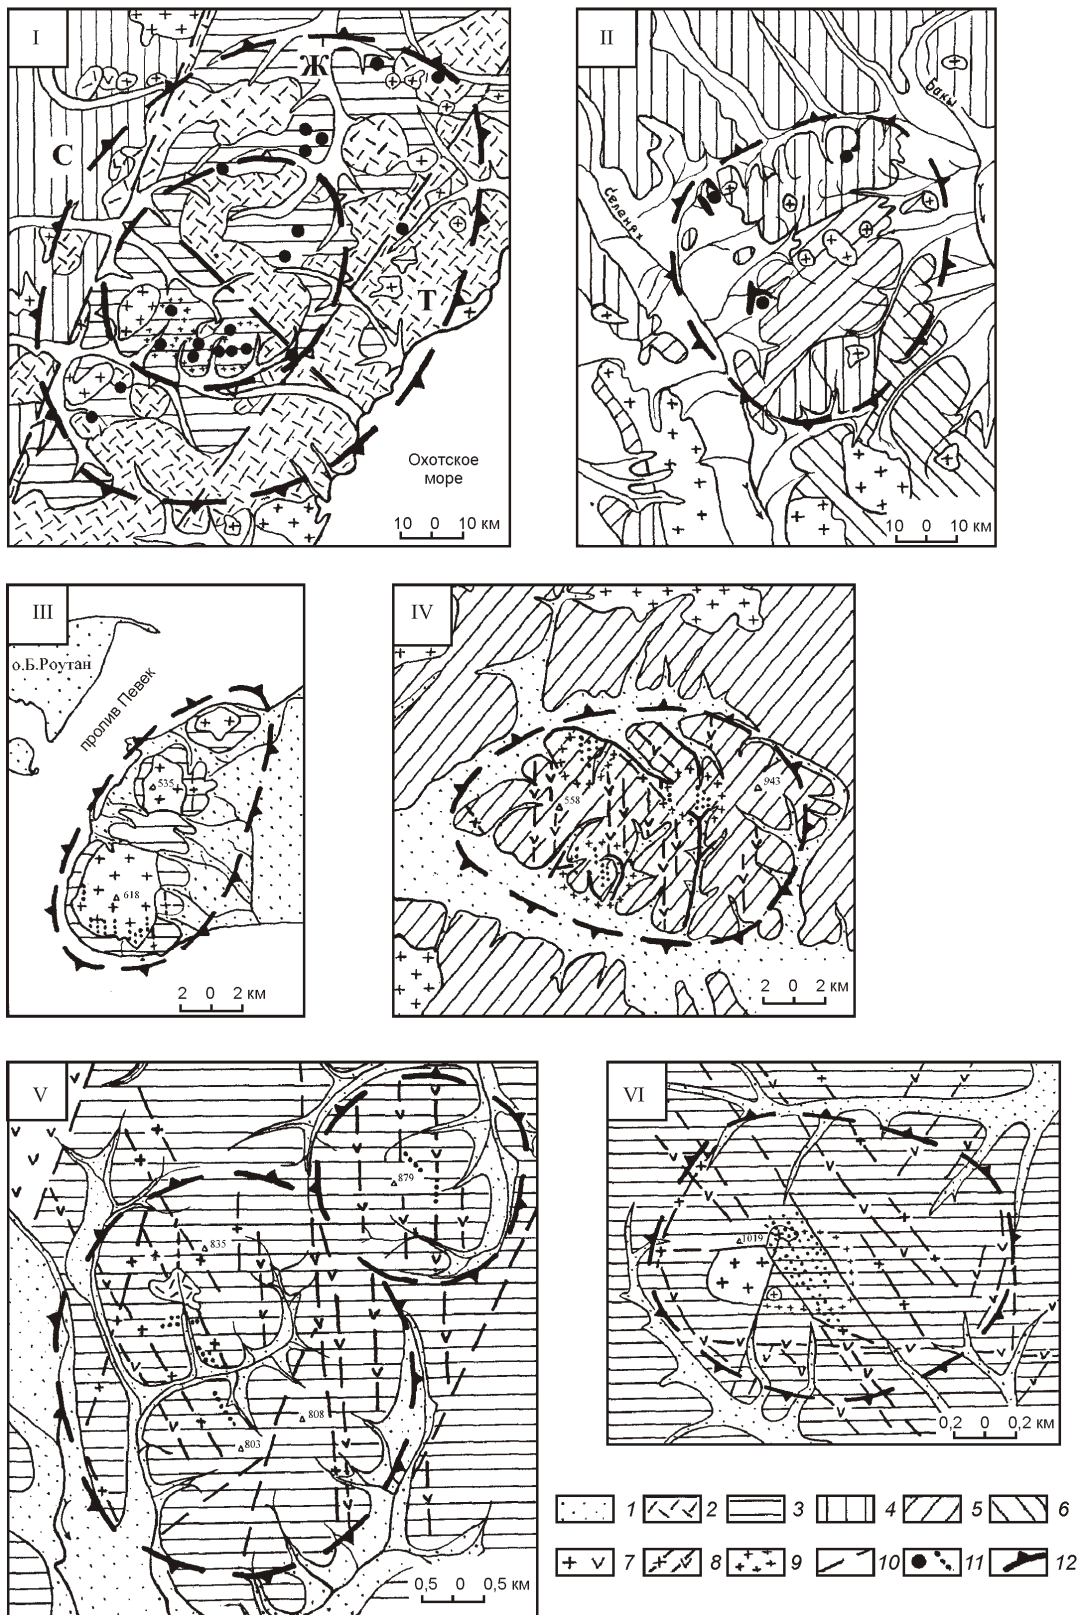 I
Ж
С
Т
Охотское
море
10 0 10 км
II
Бакы
Селенях
10 0 10 км
III
о.Б.Роутан
пролив Певек
535
618
2 0 2 км
IV
558
943
2 0 2 км
V
879
835
808
803
0,5 0 0,5 км
VI
1019
0,2 0 0,2 км
1 2 3 4 5 6
7 8 9 10 11 12